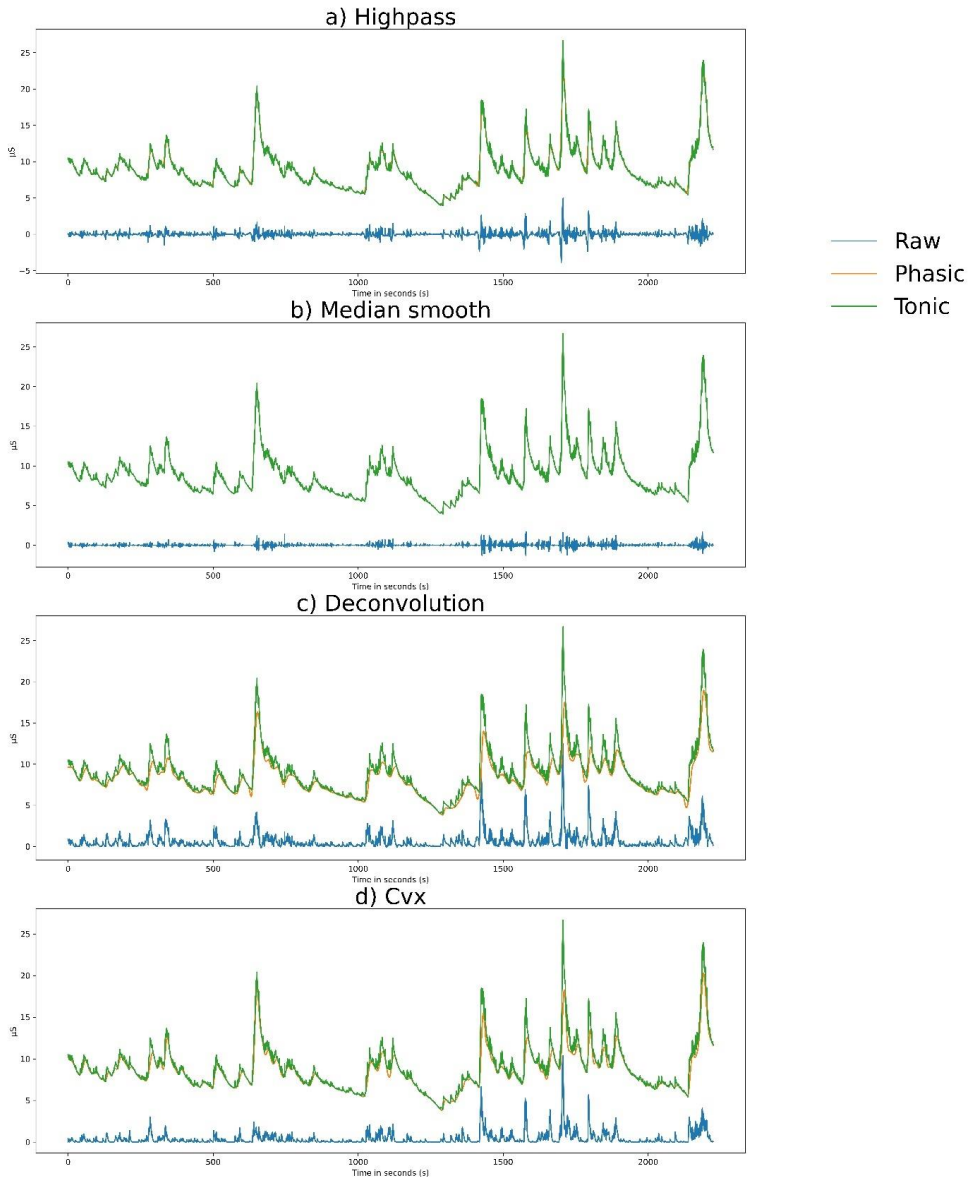 a) Highpass
25
20
15
10
5
0
−5
µS
0 500 1000 1500 2000
Time in seconds (s)
Raw
Phasic
Tonic
b) Median smooth
25
20
15
10
5
0
µS
0 500 1000 1500 2000
Time in seconds (s)
c) Deconvolution
25
20
15
10
5
0
µS
0 500 1000 1500 2000
Time in seconds (s)
d) Cvx
25
20
15
10
5
0
µS
0 500 1000 1500 2000
Time in seconds (s)